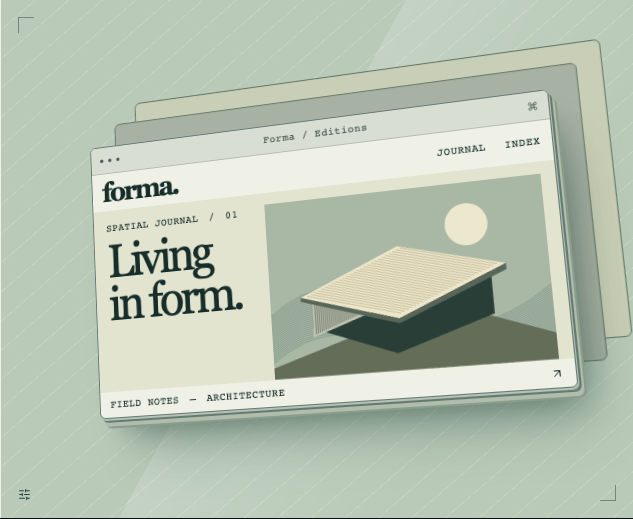 Forma / Editions
⌘
forma.
JOURNAL INDEX
SPATIAL JOURNAL / 01
Living
in form.
FIELD NOTES — ARCHITECTURE